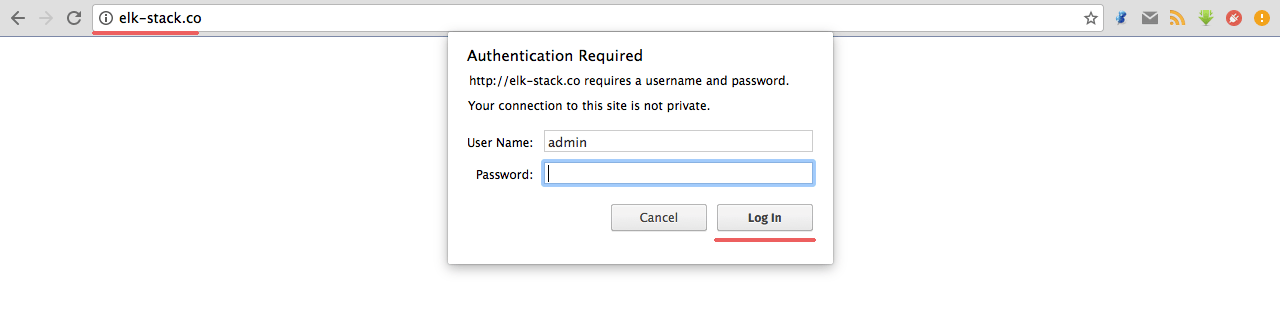 elk-stack.co
Authentication Required
http://elk-stack.co requires a username and password.
Your connection to this site is not private.
User Name: admin
Password:
Cancel Log In